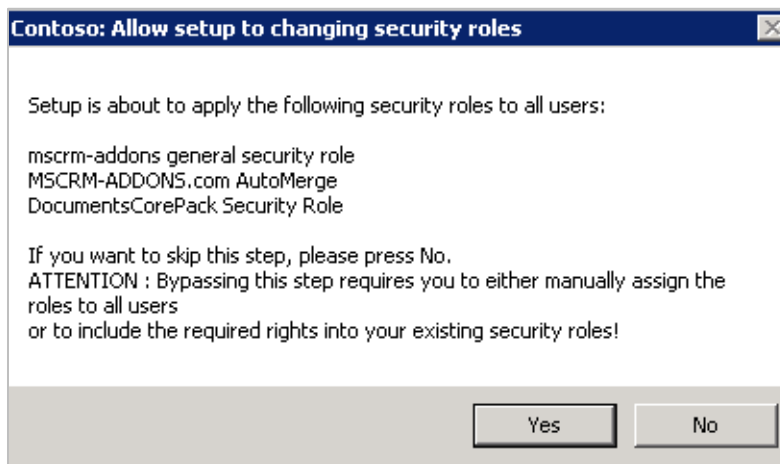 Contoso: Allow setup to changing security roles
Setup is about to apply the following security roles to all users:
mscrm-addons general security role
MSCRM-ADDONS.com AutoMerge
DocumentsCorePack Security Role
If you want to skip this step, please press No.
ATTENTION : Bypassing this step requires you to either manually assign the
roles to all users
or to include the required rights into your existing security roles!
Yes
No